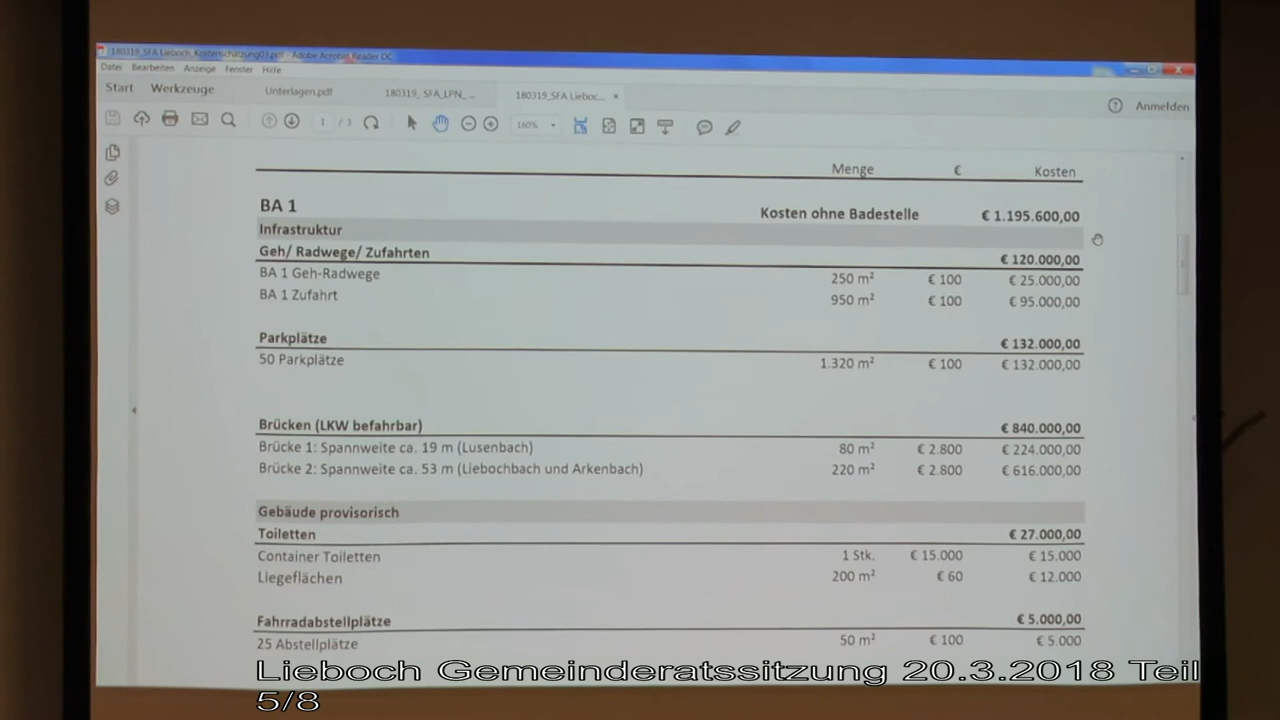 180319_SFA Lieboch_Kostenschätzung03.pdf - Adobe Acrobat Reader DC
Datei Bearbeiten Anzeige Fenster Hilfe
Start Werkzeuge Unterlagen.pdf 180319_ SFA_LPN_ ... 180319_SFA Lieboc... × Anmelden
1 / 3 160%
Menge € Kosten
BA 1 Kosten ohne Badestelle € 1.195.600,00
Infrastruktur
Geh/ Radwege/ Zufahrten € 120.000,00
BA 1 Geh-Radwege 250 m² € 100 € 25.000,00
BA 1 Zufahrt 950 m² € 100 € 95.000,00
Parkplätze € 132.000,00
50 Parkplätze 1.320 m² € 100 € 132.000,00
Brücken (LKW befahrbar) € 840.000,00
Brücke 1: Spannweite ca. 19 m (Lusenbach) 80 m² € 2.800 € 224.000,00
Brücke 2: Spannweite ca. 53 m (Liebochbach und Arkenbach) 220 m² € 2.800 € 616.000,00
Gebäude provisorisch
Toiletten € 27.000,00
Container Toiletten 1 Stk. € 15.000 € 15.000
Liegeflächen 200 m² € 60 € 12.000
Fahrradabstellplätze € 5.000,00
25 Abstellplätze 50 m² € 100 € 5.000
Lieboch Gemeinderatssitzung 20.3.2018 Teil
5/8